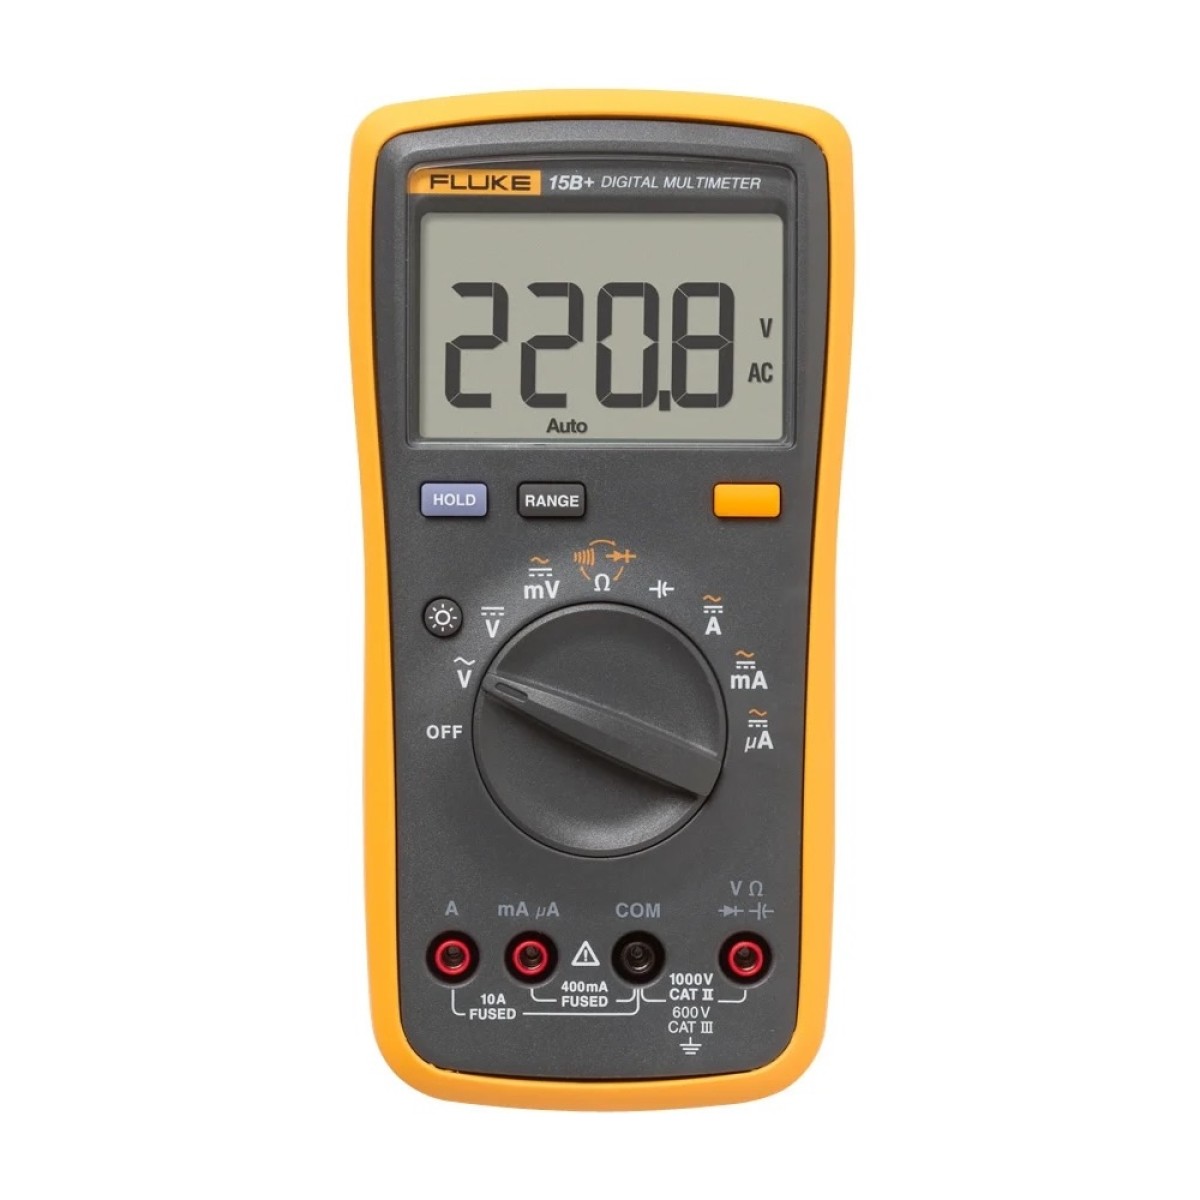 FLUKE 15B+ DIGITAL MULTIMETER
220.8 V
AC
Auto
HOLD RANGE
mV Ω
V A
V mA
OFF µA
V Ω
A mA µA COM
10A FUSED
400mA FUSED
1000V
CAT II
600V
CAT III